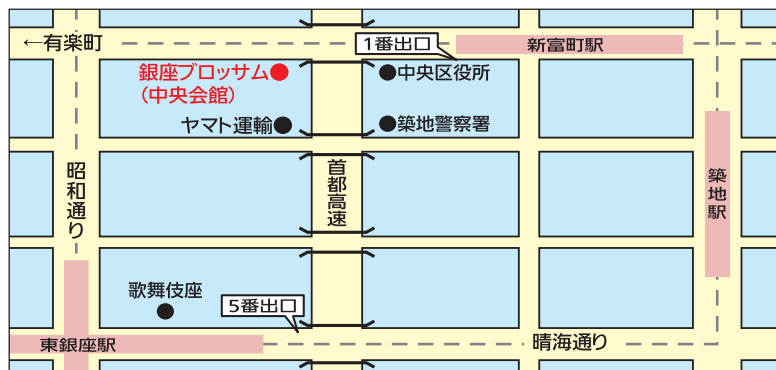 ←有楽町
1番出口
新富町駅
銀座ブロッサム
(中央会館)
中央区役所
ヤマト運輸
築地警察署
昭和通り
首都高速
築地駅
歌舞伎座
5番出口
東銀座駅
晴海通り